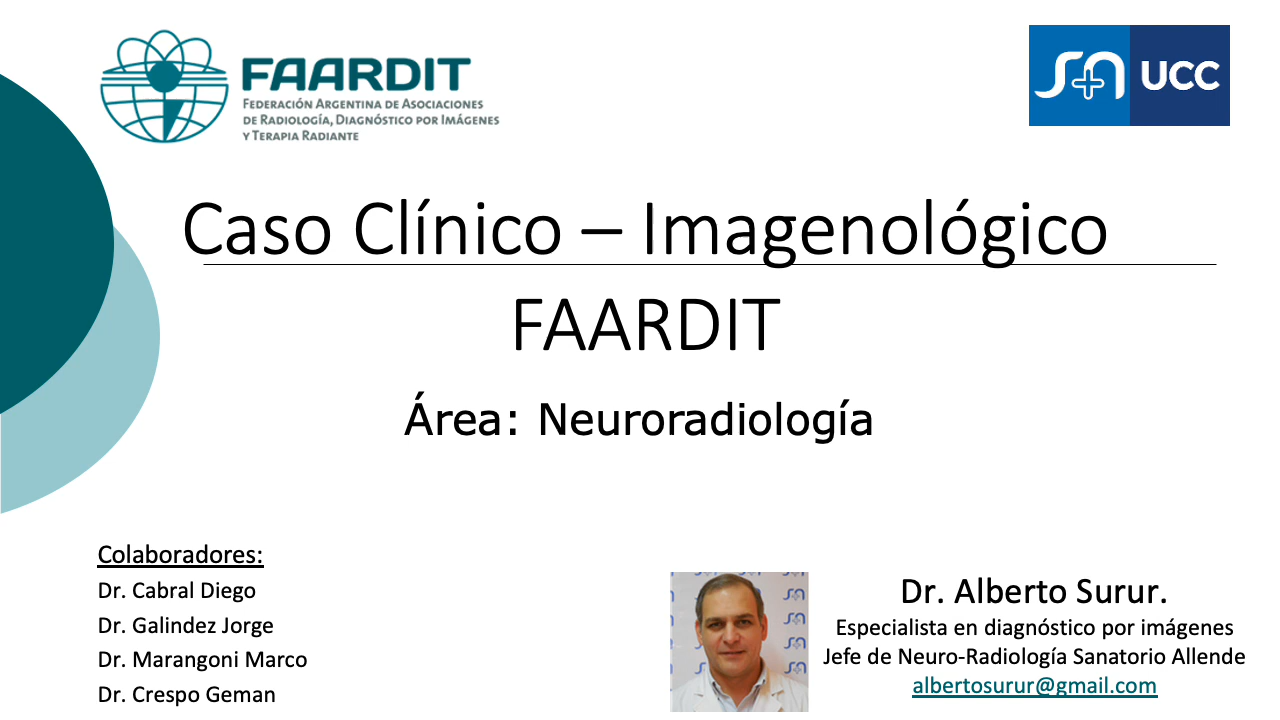 FAARDIT
FEDERACIÓN ARGENTINA DE ASOCIACIONES
DE RADIOLOGÍA, DIAGNÓSTICO POR IMÁGENES
Y TERAPIA RADIANTE
UCC
Caso Clínico – Imagenológico
FAARDIT
Área: Neuroradiología
Colaboradores:
Dr. Cabral Diego
Dr. Galindez Jorge
Dr. Marangoni Marco
Dr. Crespo Geman
Dr. Alberto Surur.
Especialista en diagnóstico por imágenes
Jefe de Neuro-Radiología Sanatorio Allende
albertosurur@gmail.com